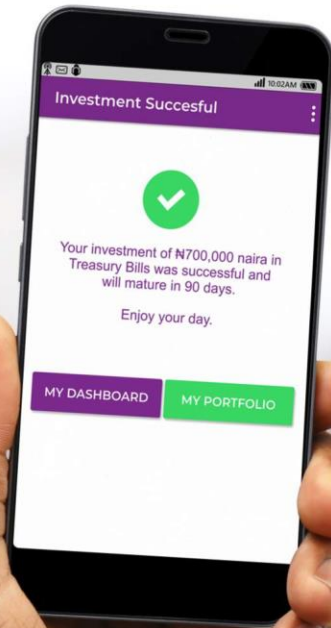 10:02AM
Investment Succesful
Your investment of ₦700,000 naira in
Treasury Bills was successful and
will mature in 90 days.
Enjoy your day.
MY DASHBOARD
MY PORTFOLIO